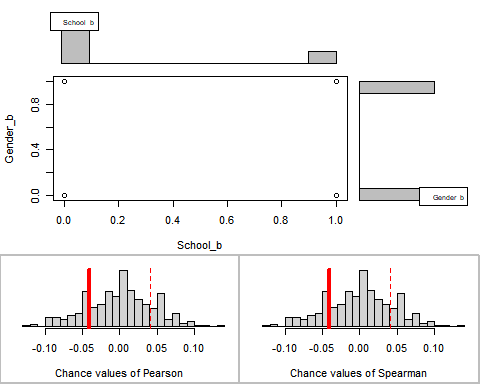 School_b
Gender_b
0.0 0.4 0.8
Gender_b
0.0 0.2 0.4 0.6 0.8 1.0
School_b
-0.10 -0.05 0.00 0.05 0.10
Chance values of Pearson
-0.10 -0.05 0.00 0.05 0.10
Chance values of Spearman